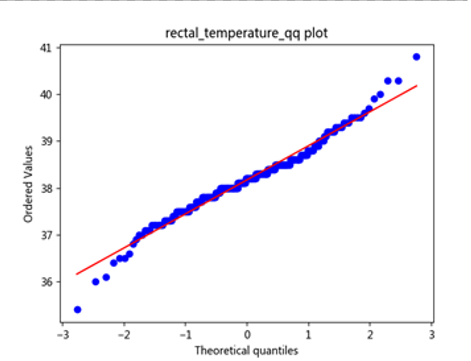 rectal_temperature_qq plot
41
40
39
38
37
36
Ordered Values
−3 −2 −1 0 1 2 3
Theoretical quantiles